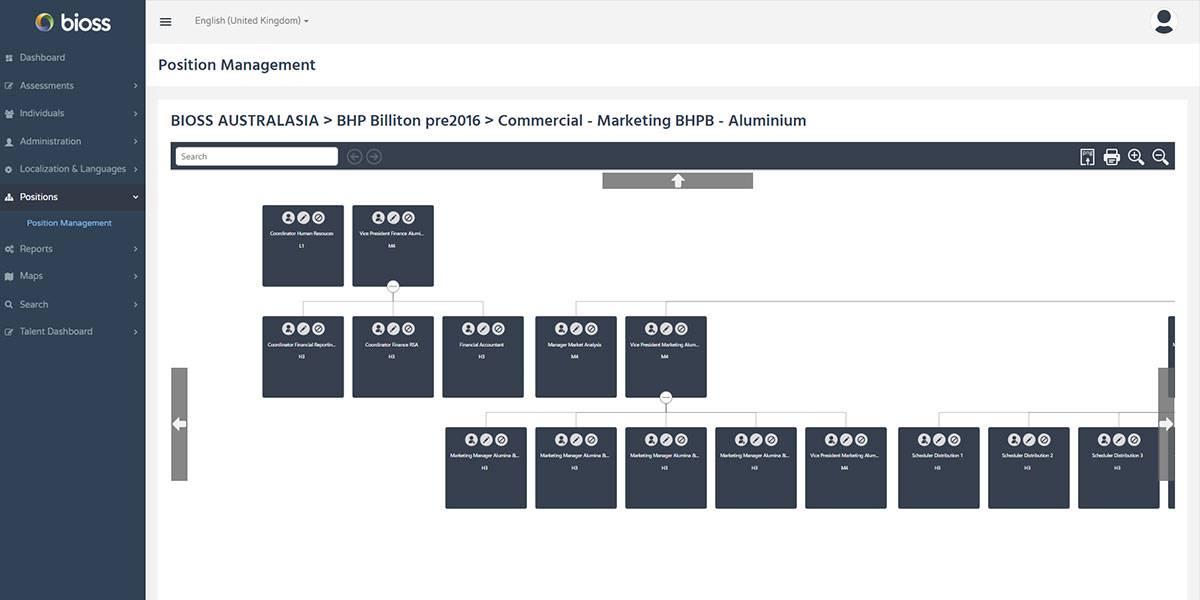 bioss
English (United Kingdom)
Dashboard
Assessments
Individuals
Administration
Localization & Languages
Positions
Position Management
Reports
Maps
Search
Talent Dashboard
Position Management
BIOSS AUSTRALASIA > BHP Billiton pre2016 > Commercial - Marketing BHPB - Aluminium
Search
PNG
Coordinator Human Resouces
L1
Vice President Finance Alumi...
M4
Coordinator Financial Reportin...
H3
Coordinator Finance RSA
H3
Financial Accountant
H3
Manager Market Analysis
M4
Vice President Marketing Alum...
M4
Marketing Manager Alumina &...
H3
Marketing Manager Alumina &...
H3
Marketing Manager Alumina &...
H3
Marketing Manager Alumina &...
H3
Vice President Marketing Alum...
M4
Scheduler Distribution 1
H3
Scheduler Distribution 2
H3
Scheduler Distribution 3
H3